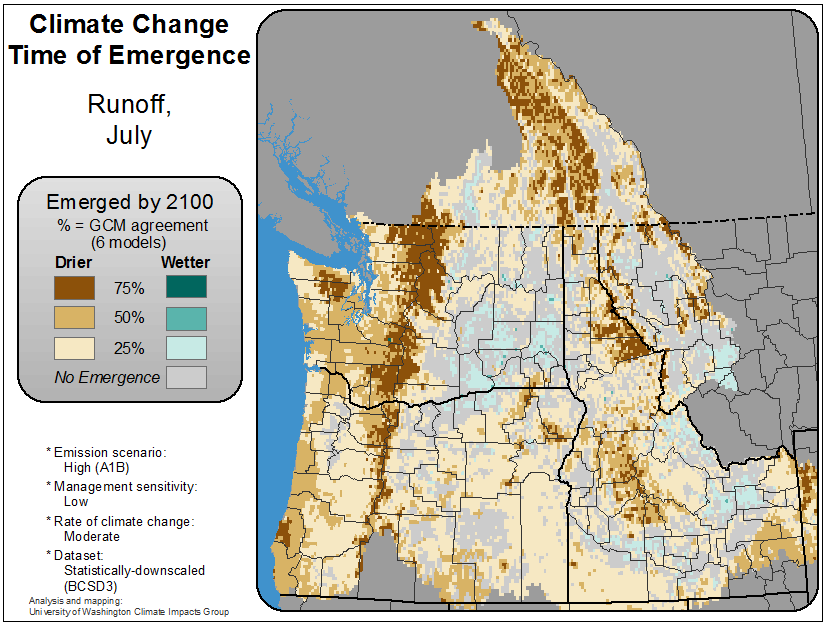 Climate Change
Time of Emergence
Runoff,
July
Emerged by 2100
% = GCM agreement
(6 models)
Drier Wetter
75%
50%
25%
No Emergence
* Emission scenario:
High (A1B)
* Management sensitivity:
Low
* Rate of climate change:
Moderate
* Dataset:
Statistically-downscaled
(BCSD3)
Analysis and mapping:
University of Washington Climate Impacts Group